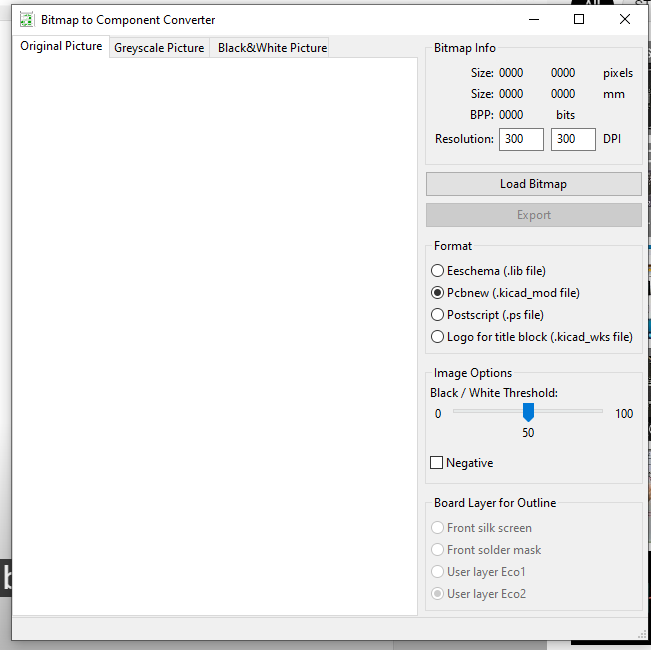 Bitmap to Component Converter
Original Picture Greyscale Picture Black&White Picture
Bitmap Info
Size: 0000 0000 pixels
Size: 0000 0000 mm
BPP: 0000 bits
Resolution: 300 300 DPI
Load Bitmap
Export
Format
Eeschema (.lib file)
Pcbnew (.kicad_mod file)
Postscript (.ps file)
Logo for title block (.kicad_wks file)
Image Options
Black / White Threshold:
0 100
50
Negative
Board Layer for Outline
Front silk screen
Front solder mask
User layer Eco1
User layer Eco2